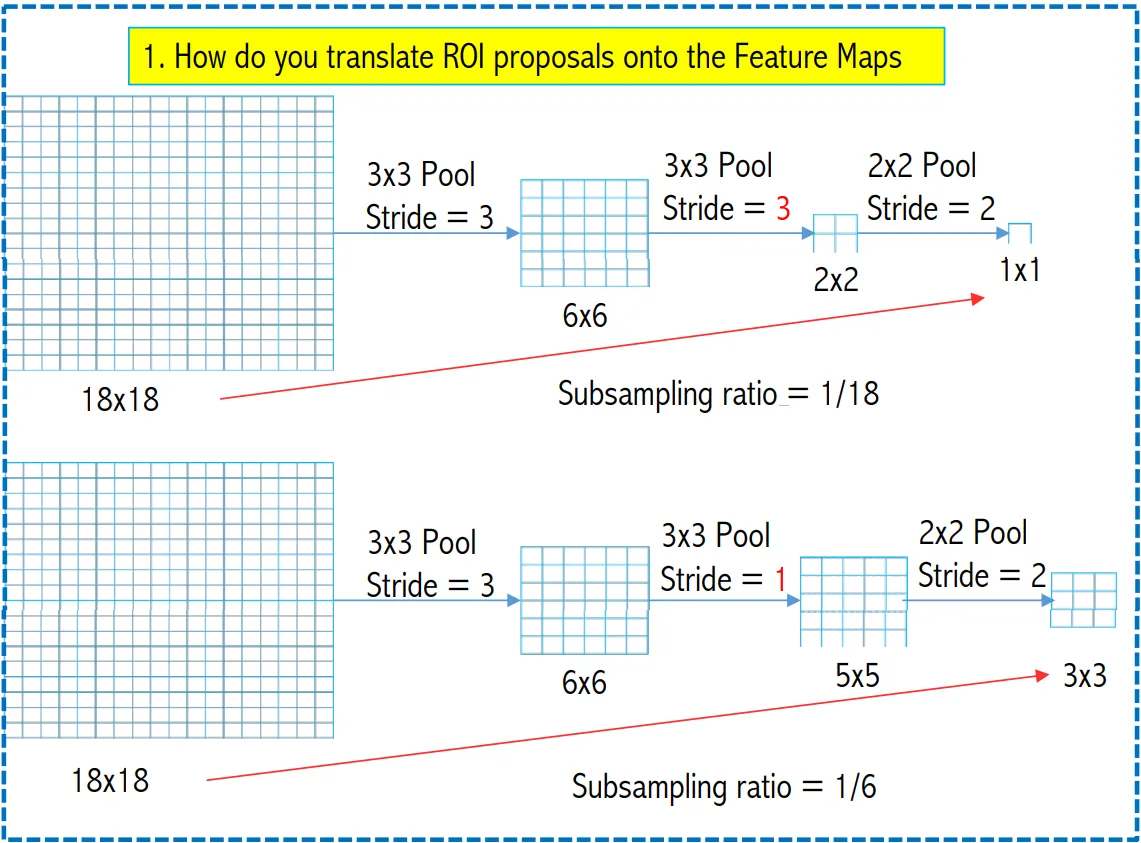 1. How do you translate ROI proposals onto the Feature Maps
3x3 Pool
Stride = 3
3x3 Pool
Stride = 3
2x2 Pool
Stride = 2
18x18
6x6
2x2
1x1
Subsampling ratio = 1/18
3x3 Pool
Stride = 3
3x3 Pool
Stride = 1
2x2 Pool
Stride = 2
18x18
6x6
5x5
3x3
Subsampling ratio = 1/6